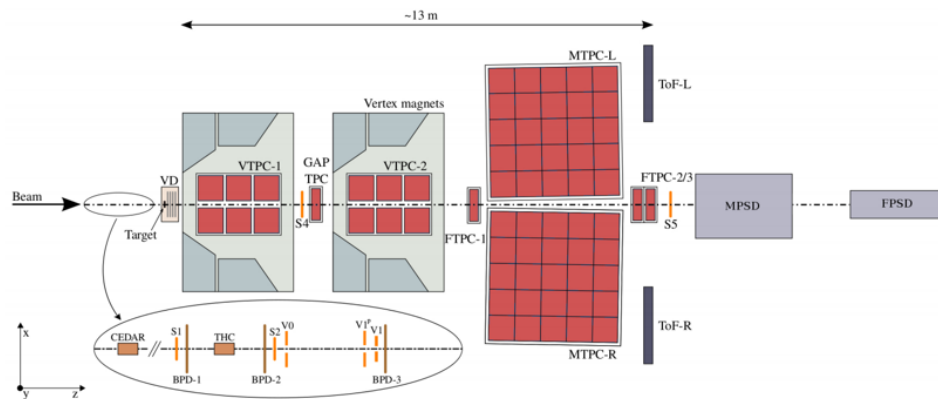 ~13 m
MTPC-L
ToF-L
Vertex magnets
VTPC-1
GAP
TPC
VTPC-2
VD
FTPC-2/3
Beam
MPSD
FPSD
Target
S4
FTPC-1
S5
x
y
z
CEDAR
S1
BPD-1
THC
BPD-2
S2
V0
V1ᵖ
V1
BPD-3
MTPC-R
ToF-R